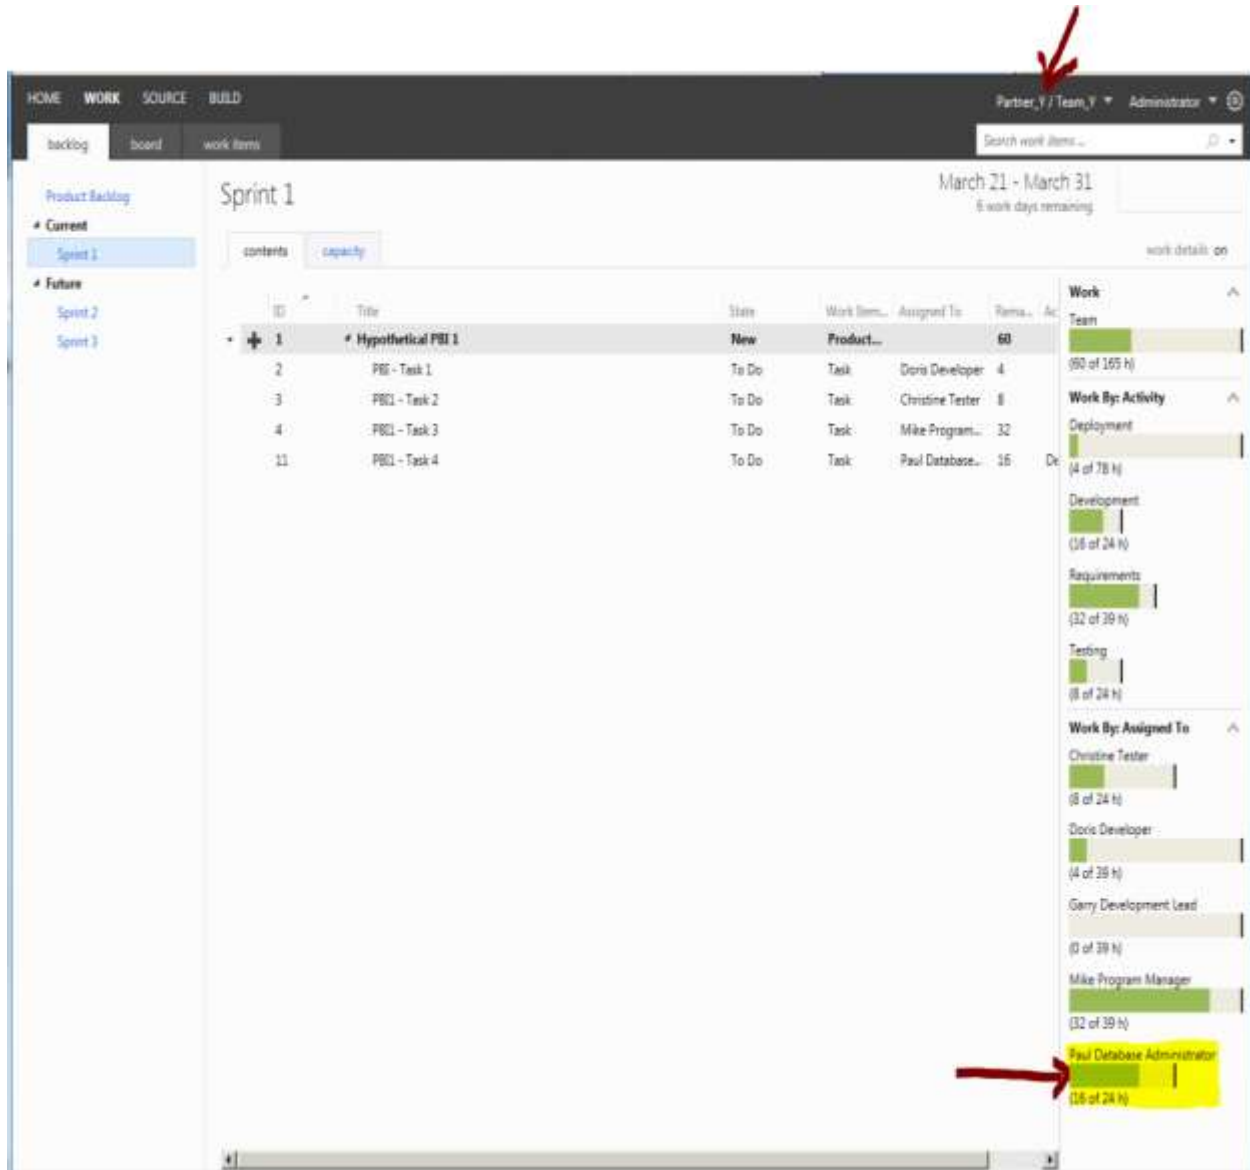 HOME WORK SOURCE BUILD Partner_Y / Team_Y Administrator
backlog board work items Search work items ...
Product Backlog
Current
Sprint 1
Future
Sprint 2
Sprint 3
Sprint 1
March 21 - March 31
6 work days remaining
contents capacity
work details: on
ID Title State Work Item... Assigned To Rema... Ac
1 Hypothetical PBI 1 New Product... 60
2 PBI - Task 1 To Do Task Doris Developer 4
3 PBI1 - Task 2 To Do Task Christine Tester 8
4 PBI1 - Task 3 To Do Task Mike Program... 32
11 PBI1 - Task 4 To Do Task Paul Database... 16 De
Work
Team
(60 of 165 h)
Work By: Activity
Deployment
(4 of 78 h)
Development
(16 of 24 h)
Requirements
(32 of 39 h)
Testing
(8 of 24 h)
Work By: Assigned To
Christine Tester
(8 of 24 h)
Doris Developer
(4 of 39 h)
Garry Development Lead
(0 of 39 h)
Mike Program Manager
(32 of 39 h)
Paul Database Administrator
(16 of 24 h)